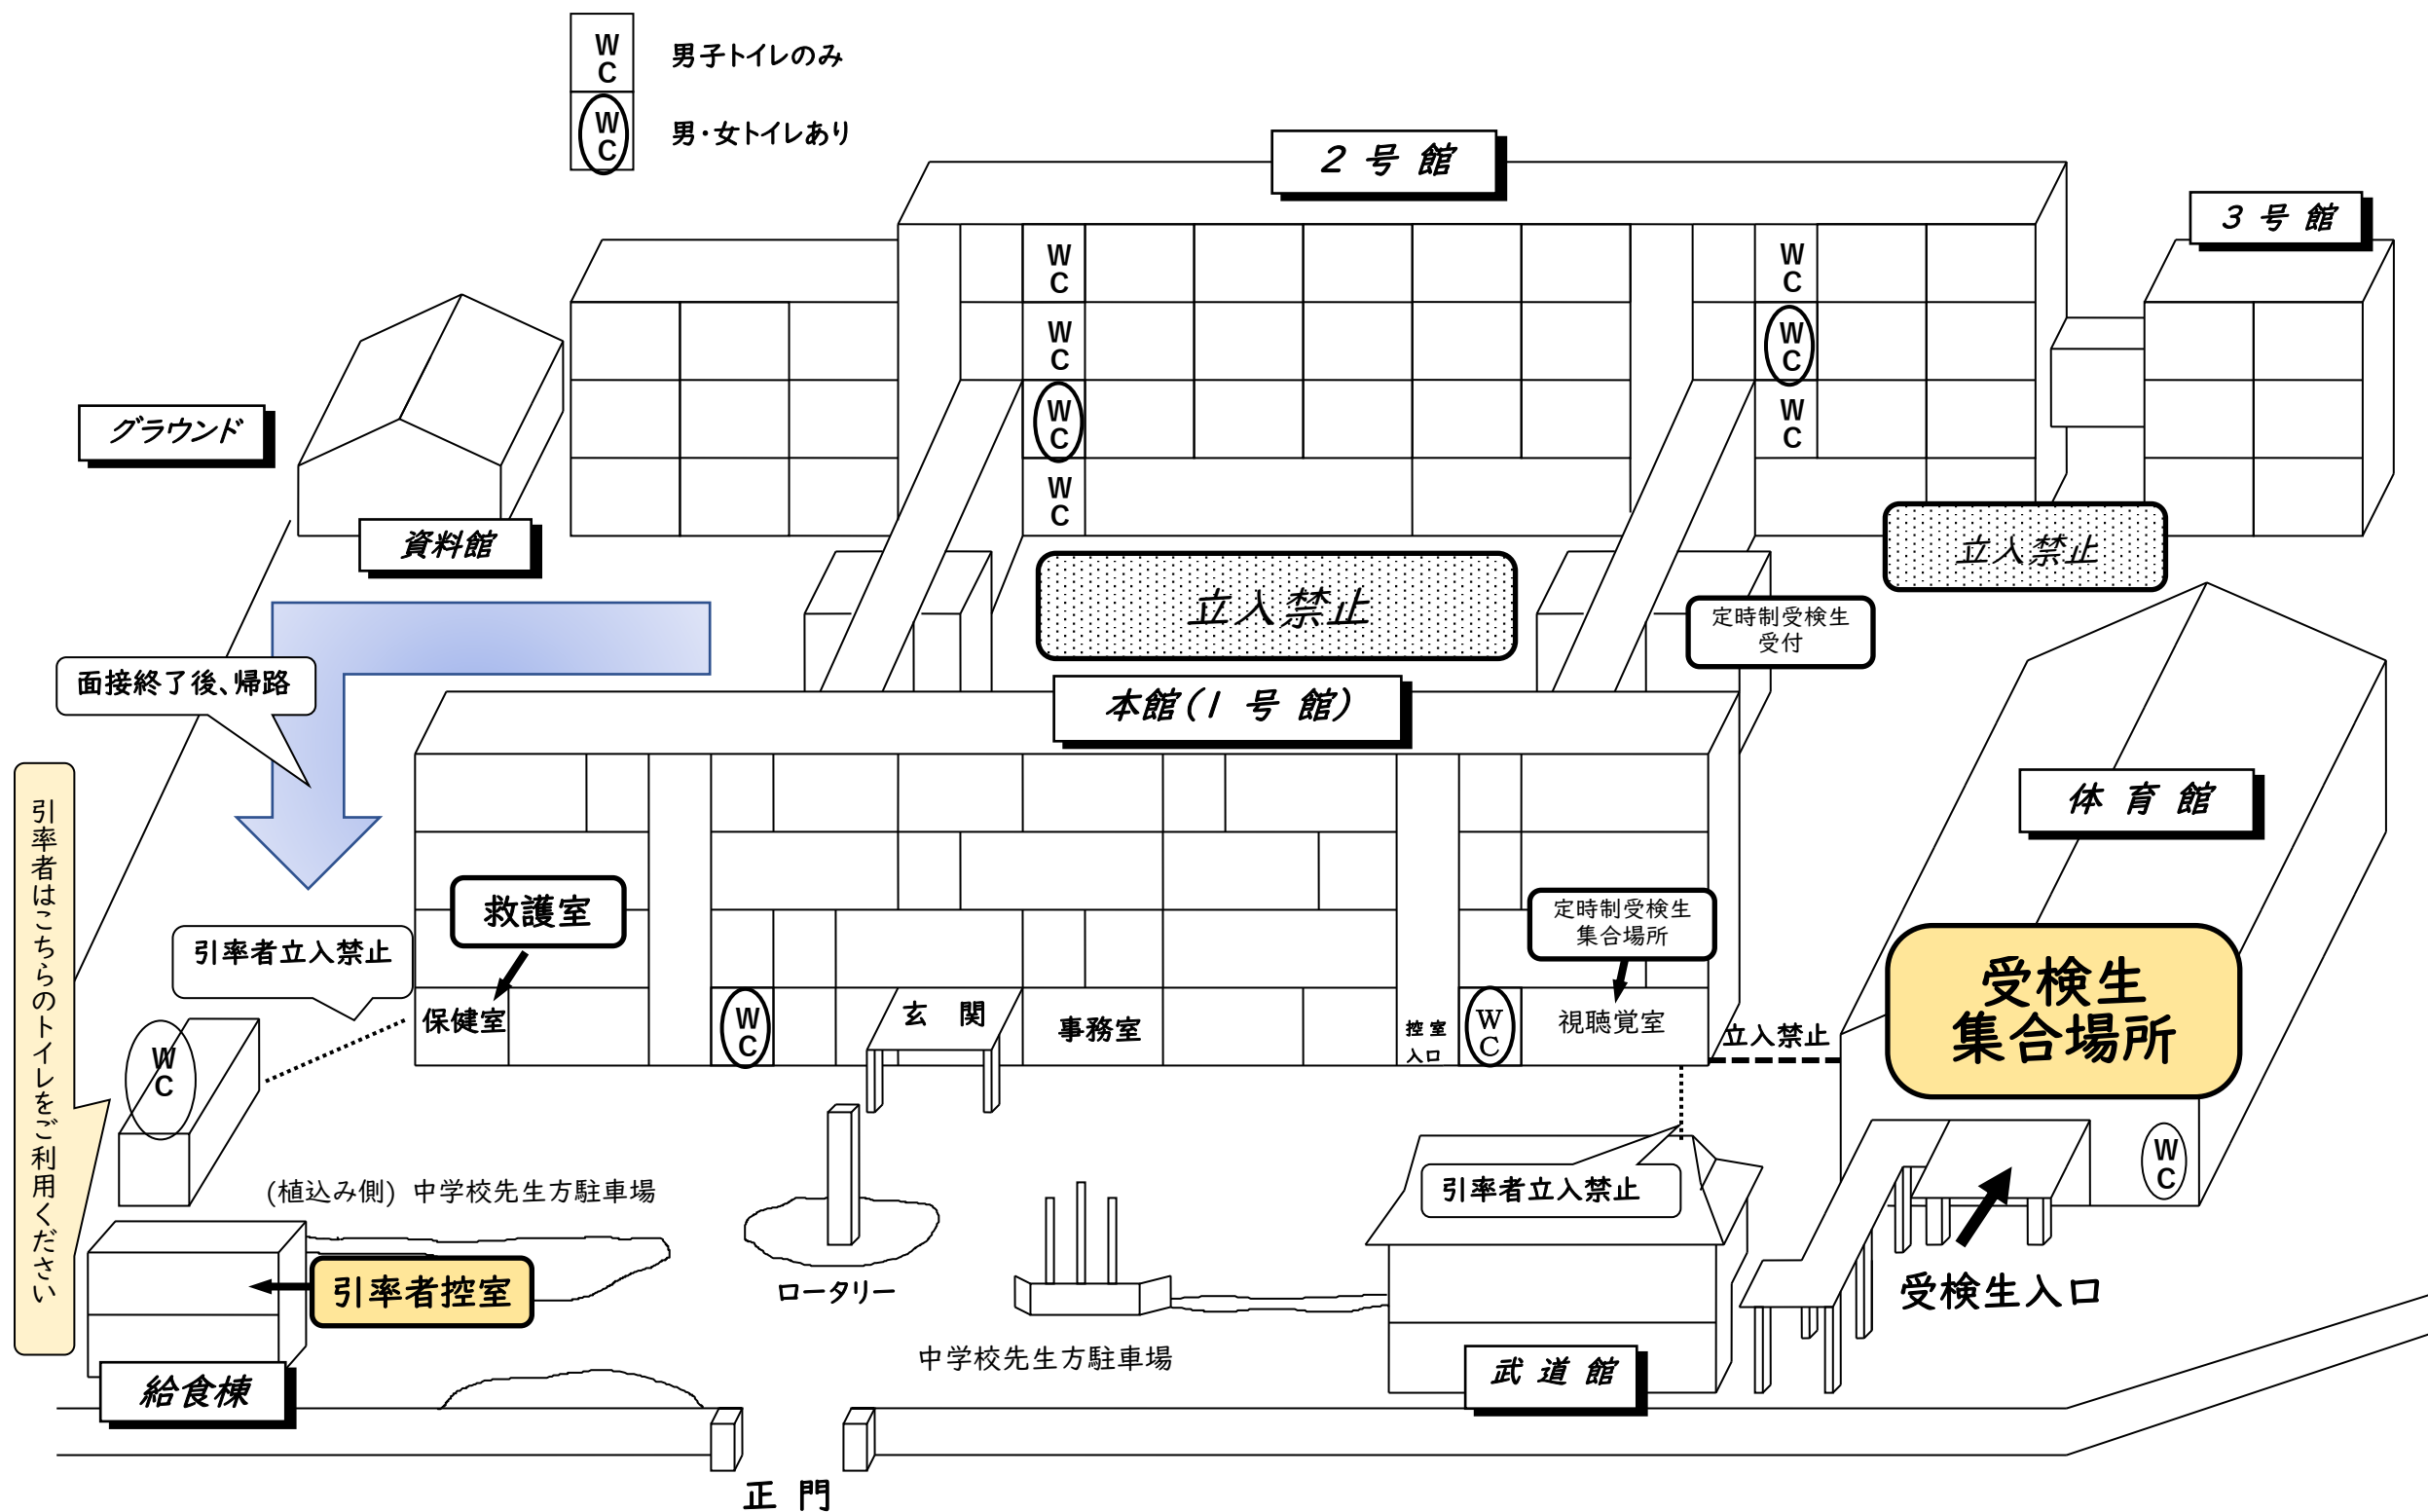 WC
男子トイレのみ
WC
男・女トイレあり
２号館
３号館
WC
WC
WC
WC
WC
WC
WC
グラウンド
資料館
立入禁止
立入禁止
定時制受検生
受付
面接終了後、帰路
本館（１号館）
体育館
引率者はこちらのトイレをご利用ください
救護室
定時制受検生
集合場所
引率者立入禁止
受検生
集合場所
保健室
WC
玄関
事務室
控室
入口
WC
視聴覚室
立入禁止
WC
WC
(植込み側) 中学校先生方駐車場
引率者立入禁止
引率者控室
ロータリー
受検生入口
中学校先生方駐車場
給食棟
武道館
正門